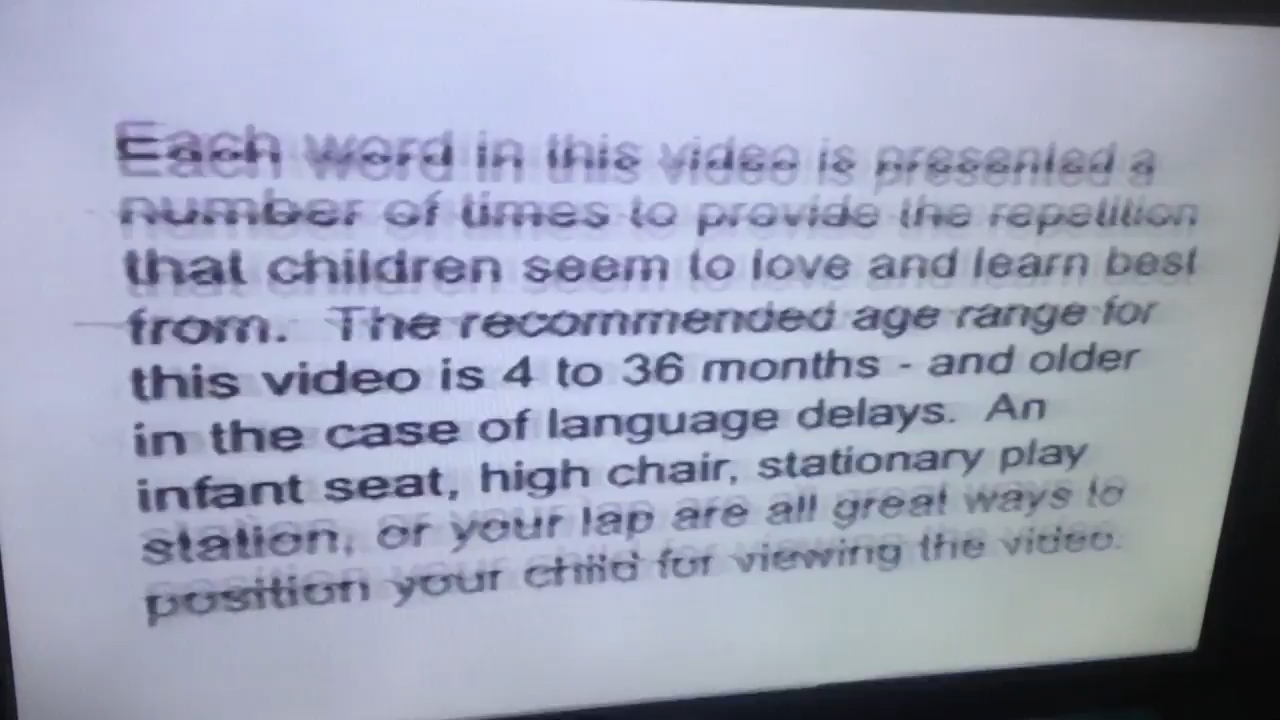 Each word in this video is presented a
number of times to provide the repetition
that children seem to love and learn best
from. The recommended age range for
this video is 4 to 36 months - and older
in the case of language delays. An
infant seat, high chair, stationary play
station, or your lap are all great ways to
position your child for viewing the video.